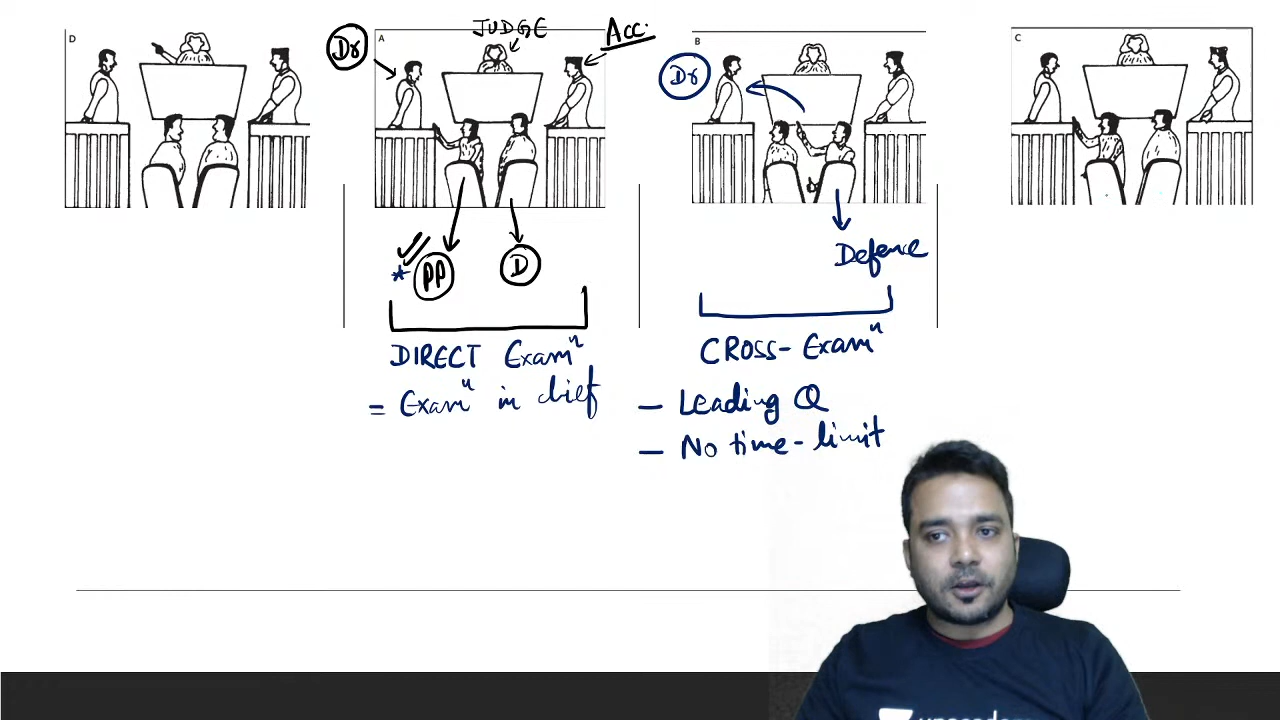 D
A
B
C
JUDGE
Acc.
Dr
Dr
PP
D
Defence
DIRECT Examⁿ
= Examⁿ in chief
CROSS- Examⁿ
— Leading Q
— No time-limit